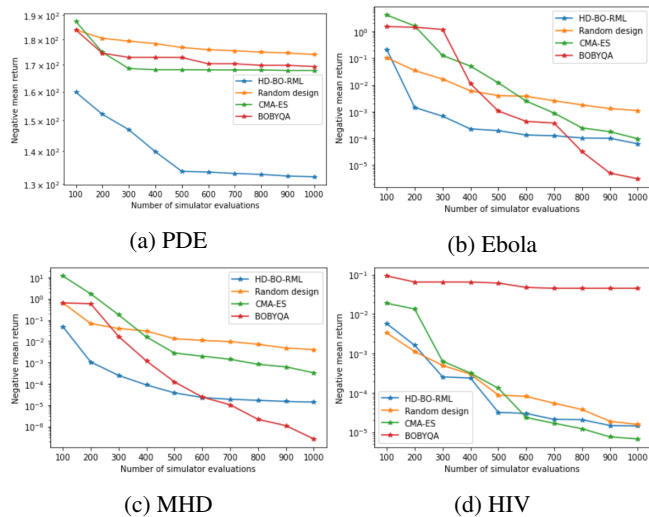 1.9 × 10²
1.8 × 10²
1.7 × 10²
1.6 × 10²
1.5 × 10²
1.4 × 10²
1.3 × 10²
Negative mean return
HD-BO-RML
Random design
CMA-ES
BOBYQA
100 200 300 400 500 600 700 800 900 1000
Number of simulator evaluations
(a) PDE
10⁰
10⁻¹
10⁻²
10⁻³
10⁻⁴
10⁻⁵
Negative mean return
HD-BO-RML
Random design
CMA-ES
BOBYQA
100 200 300 400 500 600 700 800 900 1000
Number of simulator evaluations
(b) Ebola
10¹
10⁰
10⁻¹
10⁻²
10⁻³
10⁻⁴
10⁻⁵
10⁻⁶
Negative mean return
HD-BO-RML
Random design
CMA-ES
BOBYQA
100 200 300 400 500 600 700 800 900 1000
Number of simulator evaluations
(c) MHD
10⁻¹
10⁻²
10⁻³
10⁻⁴
10⁻⁵
Negative mean return
HD-BO-RML
Random design
CMA-ES
BOBYQA
100 200 300 400 500 600 700 800 900 1000
Number of simulator evaluations
(d) HIV